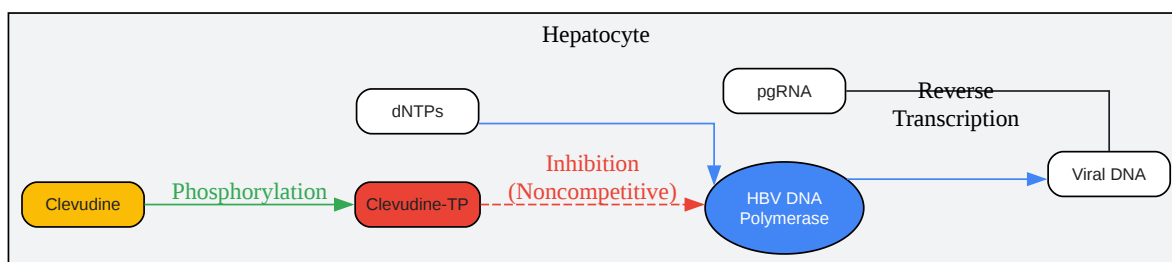 Hepatocyte
dNTPs
pgRNA
Reverse
Transcription
Clevudine
Phosphorylation
Clevudine-TP
Inhibition
(Noncompetitive)
HBV DNA
Polymerase
Viral DNA